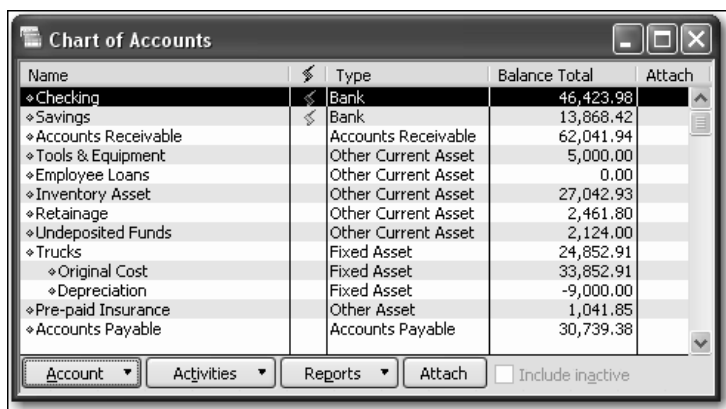 Chart of Accounts
Name Type Balance Total Attach
Checking Bank 46,423.98
Savings Bank 13,868.42
Accounts Receivable Accounts Receivable 62,041.94
Tools & Equipment Other Current Asset 5,000.00
Employee Loans Other Current Asset 0.00
Inventory Asset Other Current Asset 27,042.93
Retainage Other Current Asset 2,461.80
Undeposited Funds Other Current Asset 2,124.00
Trucks Fixed Asset 24,852.91
Original Cost Fixed Asset 33,852.91
Depreciation Fixed Asset -9,000.00
Pre-paid Insurance Other Asset 1,041.85
Accounts Payable Accounts Payable 30,739.38
Account Activities Reports Attach Include inactive